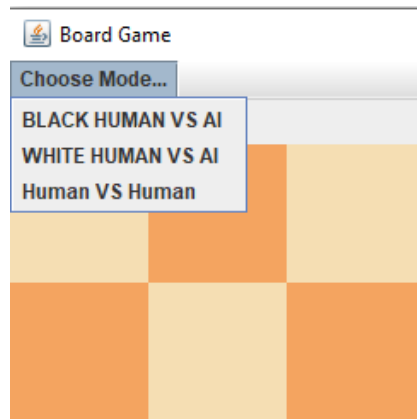 Board Game
Choose Mode...
BLACK HUMAN VS AI
WHITE HUMAN VS AI
Human VS Human